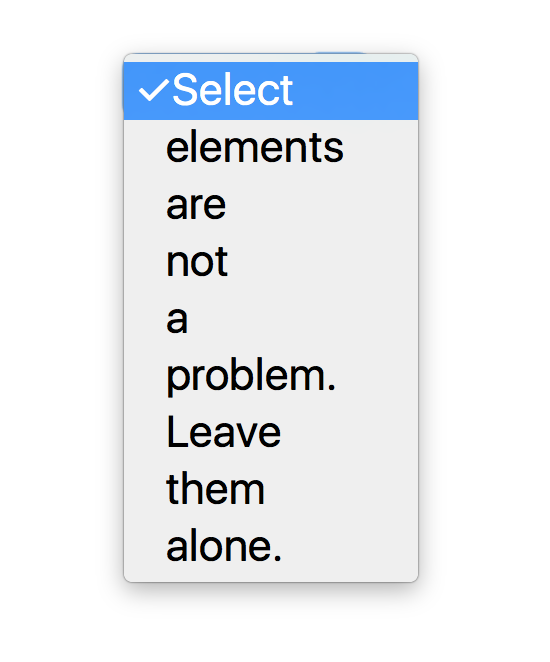 Select
elements
are
not
a
problem.
Leave
them
alone.